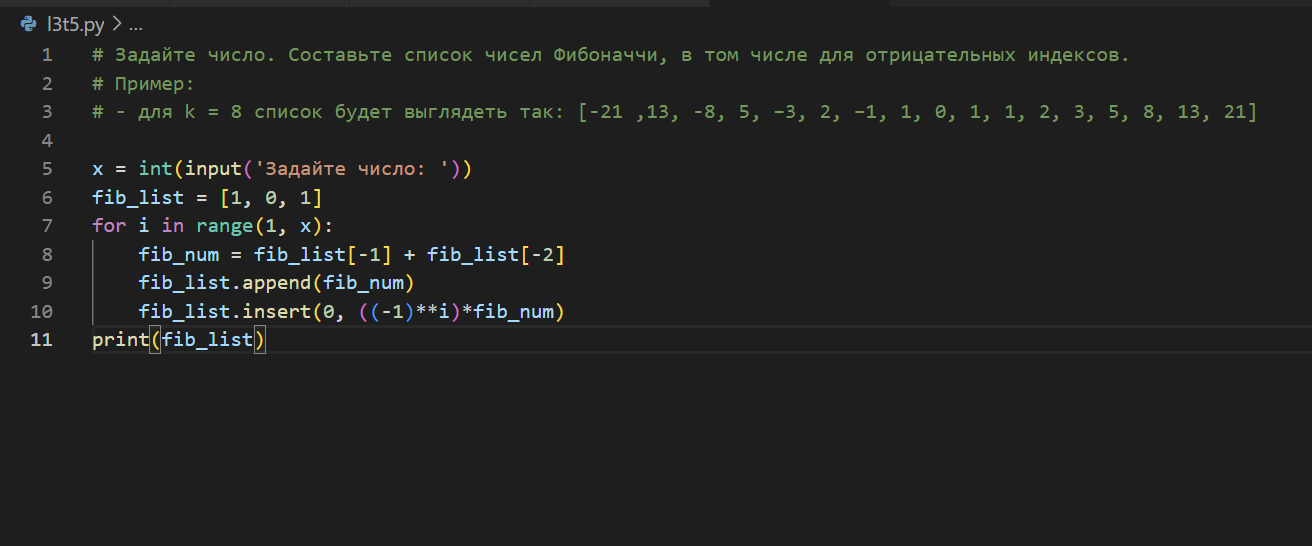 l3t5.py > ...
1 # Задайте число. Составьте список чисел Фибоначчи, в том числе для отрицательных индексов.
2 # Пример:
3 # - для k = 8 список будет выглядеть так: [-21 ,13, -8, 5, −3, 2, −1, 1, 0, 1, 1, 2, 3, 5, 8, 13, 21]
4
5 x = int(input('Задайте число: '))
6 fib_list = [1, 0, 1]
7 for i in range(1, x):
8     fib_num = fib_list[-1] + fib_list[-2]
9     fib_list.append(fib_num)
10     fib_list.insert(0, ((-1)**i)*fib_num)
11 print(fib_list)